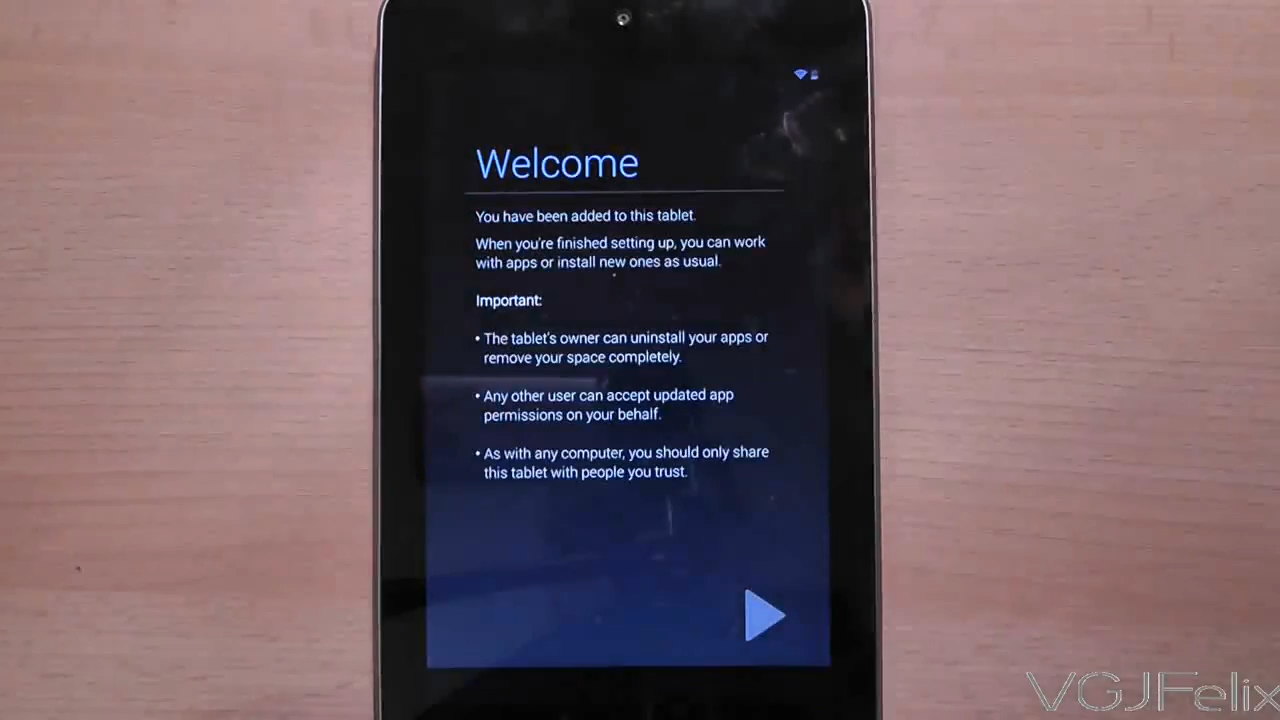 Welcome
You have been added to this tablet.
When you're finished setting up, you can work
with apps or install new ones as usual.
Important:
• The tablet's owner can uninstall your apps or
remove your space completely.
• Any other user can accept updated app
permissions on your behalf.
• As with any computer, you should only share
this tablet with people you trust.
VGJFelix